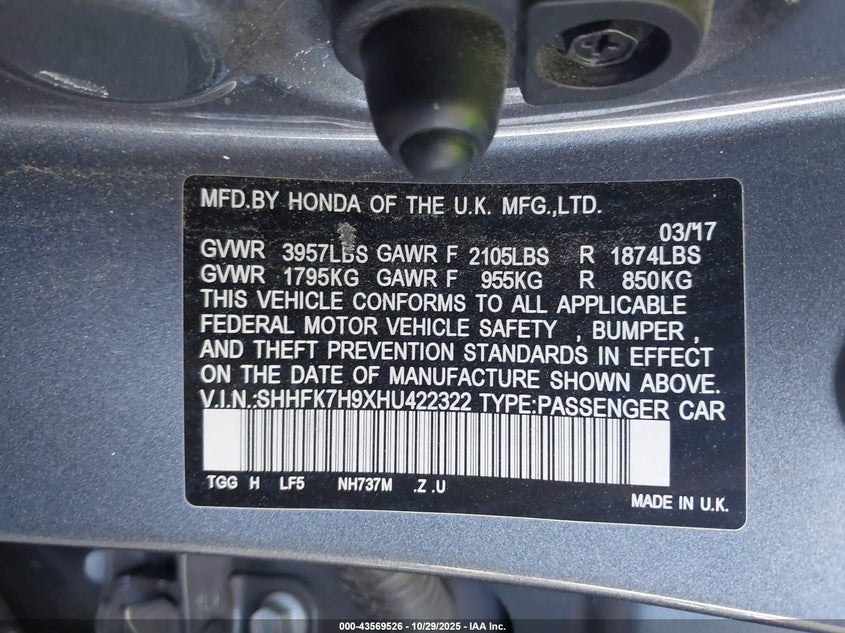 MFD.BY HONDA OF THE U.K. MFG.,LTD.
03/'17
GVWR 3957LBS GAWR F 2105LBS R 1874LBS
GVWR 1795KG GAWR F 955KG R 850KG
THIS VEHICLE CONFORMS TO ALL APPLICABLE
FEDERAL MOTOR VEHICLE SAFETY , BUMPER ,
AND THEFT PREVENTION STANDARDS IN EFFECT
ON THE DATE OF MANUFACTURE SHOWN ABOVE.
V.I.N.:SHHFK7H9XHU422322 TYPE:PASSENGER CAR
TGG H LF5 NH737M .Z .U
MADE IN U.K.
000-43569526 - 10/29/2025 - IAA Inc.